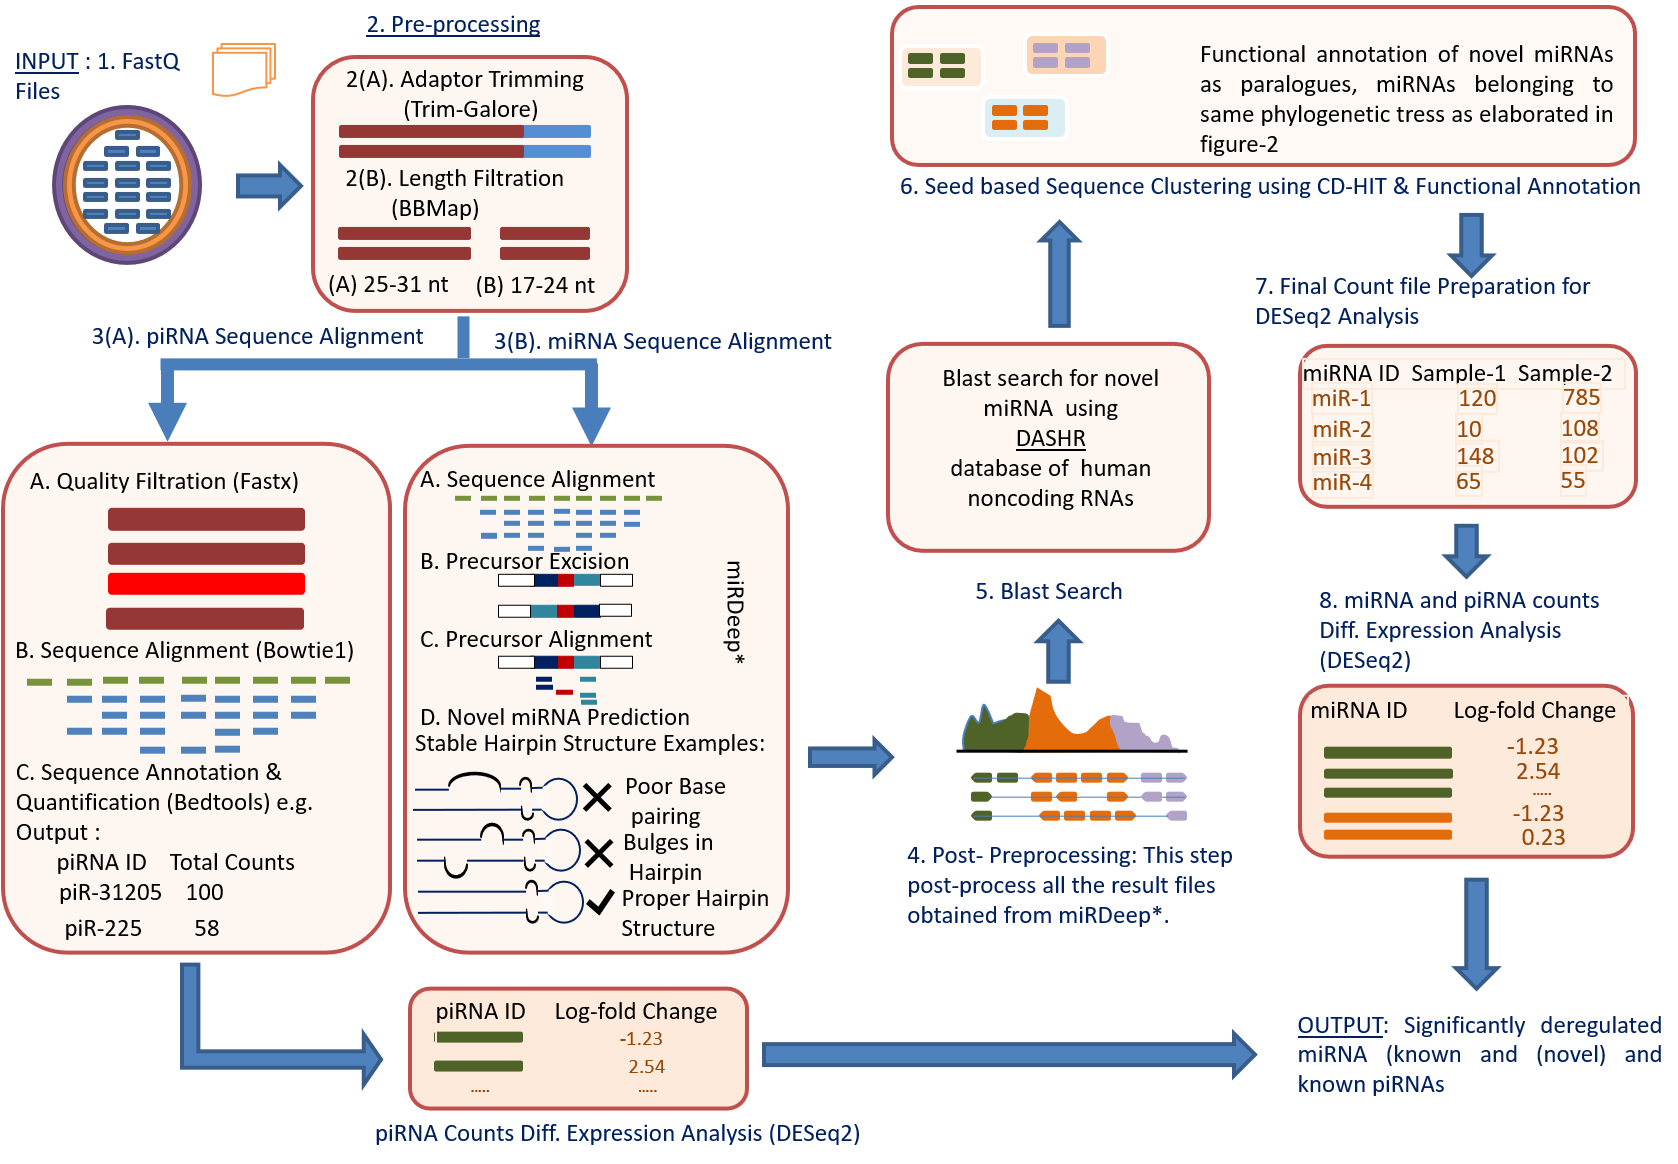 INPUT : 1. FastQ
Files
2. Pre-processing
2(A). Adaptor Trimming
(Trim-Galore)
2(B). Length Filtration
(BBMap)
(A) 25-31 nt (B) 17-24 nt
3(A). piRNA Sequence Alignment
3(B). miRNA Sequence Alignment
A. Quality Filtration (Fastx)
B. Sequence Alignment (Bowtie1)
C. Sequence Annotation &
Quantification (Bedtools) e.g.
Output :
piRNA ID Total Counts
piR-31205 100
piR-225 58
A. Sequence Alignment
B. Precursor Excision
C. Precursor Alignment
miRDeep*
D. Novel miRNA Prediction
Stable Hairpin Structure Examples:
Poor Base
pairing
Bulges in
Hairpin
Proper Hairpin
Structure
piRNA ID Log-fold Change
-1.23
2.54
..... .....
piRNA Counts Diff. Expression Analysis (DESeq2)
4. Post- Preprocessing: This step
post-process all the result files
obtained from miRDeep*.
5. Blast Search
Blast search for novel
miRNA using
DASHR
database of human
noncoding RNAs
Functional annotation of novel miRNAs
as paralogues, miRNAs belonging to
same phylogenetic tress as elaborated in
figure-2
6. Seed based Sequence Clustering using CD-HIT & Functional Annotation
7. Final Count file Preparation for
DESeq2 Analysis
miRNA ID Sample-1 Sample-2
miR-1 120 785
miR-2 10 108
miR-3 148 102
miR-4 65 55
8. miRNA and piRNA counts
Diff. Expression Analysis
(DESeq2)
miRNA ID Log-fold Change
-1.23
2.54
.....
-1.23
0.23
OUTPUT: Significantly deregulated
miRNA (known and (novel) and
known piRNAs